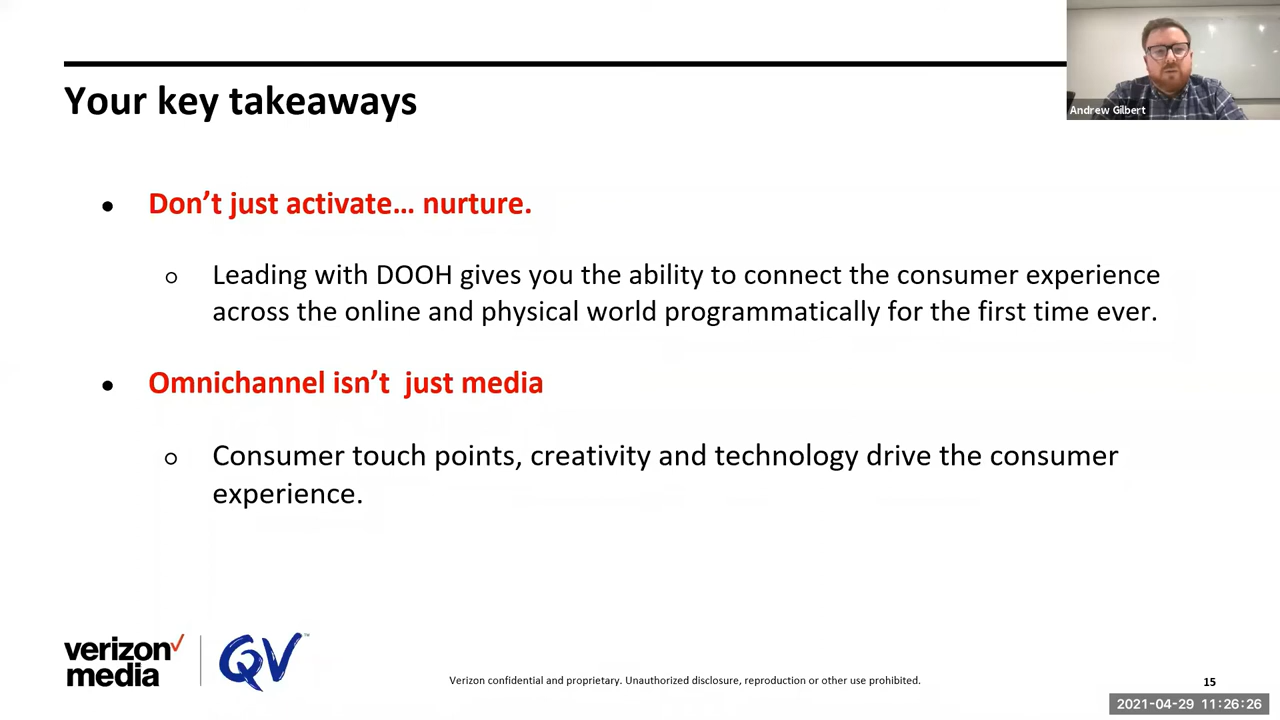 Your key takeaways
Andrew Gilbert
● Don’t just activate… nurture.
○ Leading with DOOH gives you the ability to connect the consumer experience
across the online and physical world programmatically for the first time ever.
● Omnichannel isn’t  just media
○ Consumer touch points, creativity and technology drive the consumer
experience.
verizon✓
media
QV™
Verizon confidential and proprietary. Unauthorized disclosure, reproduction or other use prohibited.
15
2021-04-29 11:26:26